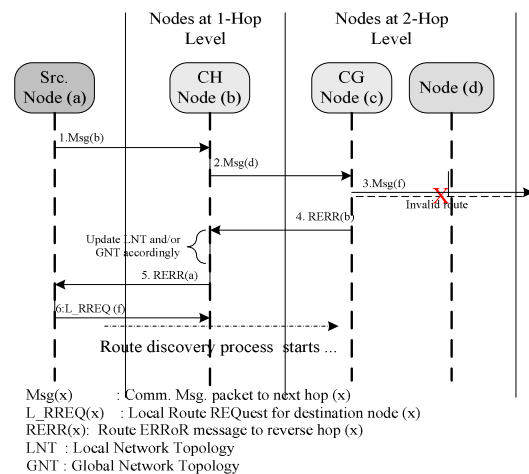 Nodes at 1-Hop
Level
Nodes at 2-Hop
Level
Src.
Node (a)
CH
Node (b)
CG
Node (c)
Node (d)
1.Msg(b)
2.Msg(d)
3.Msg(f)
X
Invalid route
4. RERR(b)
Update LNT and/or
GNT accordingly
5. RERR(a)
6:L_RREQ (f)
Route discovery process starts ...
Msg(x) : Comm. Msg. packet to next hop (x)
L_RREQ(x) : Local Route REQuest for destination node (x)
RERR(x): Route ERRoR message to reverse hop (x)
LNT : Local Network Topology
GNT : Global Network Topology